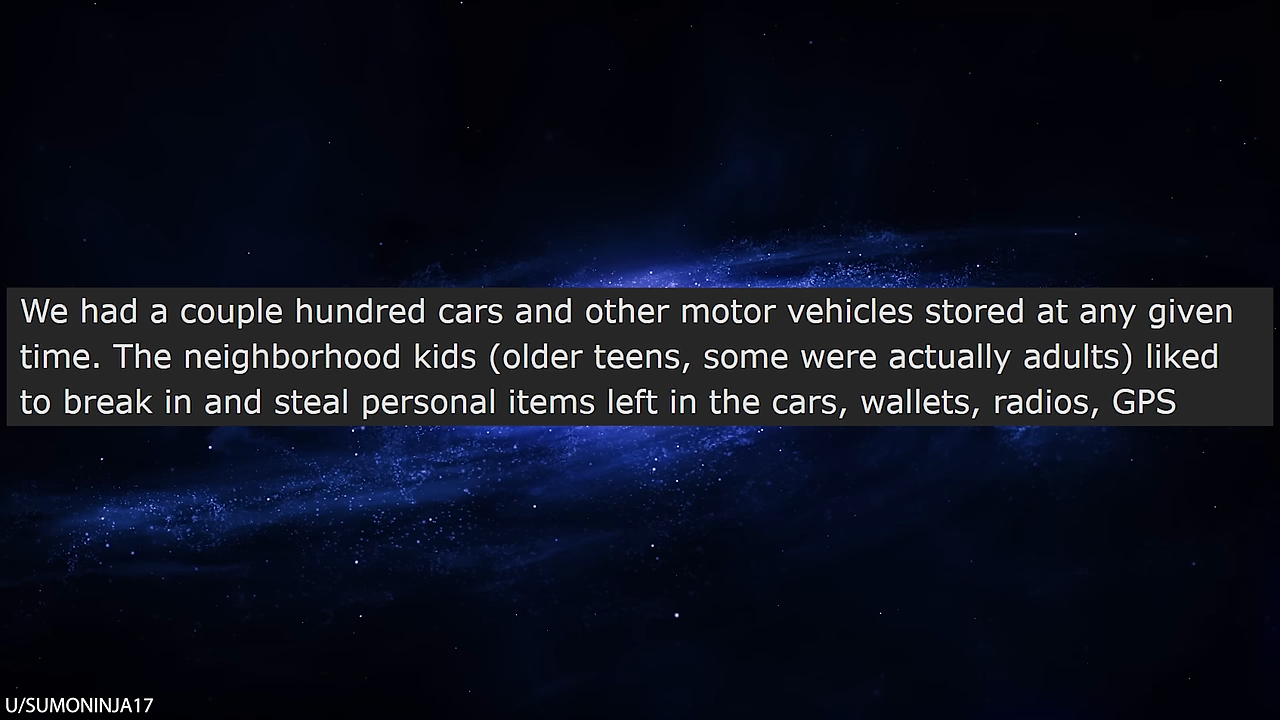 We had a couple hundred cars and other motor vehicles stored at any given
time. The neighborhood kids (older teens, some were actually adults) liked
to break in and steal personal items left in the cars, wallets, radios, GPS
U/SUMONINJA17